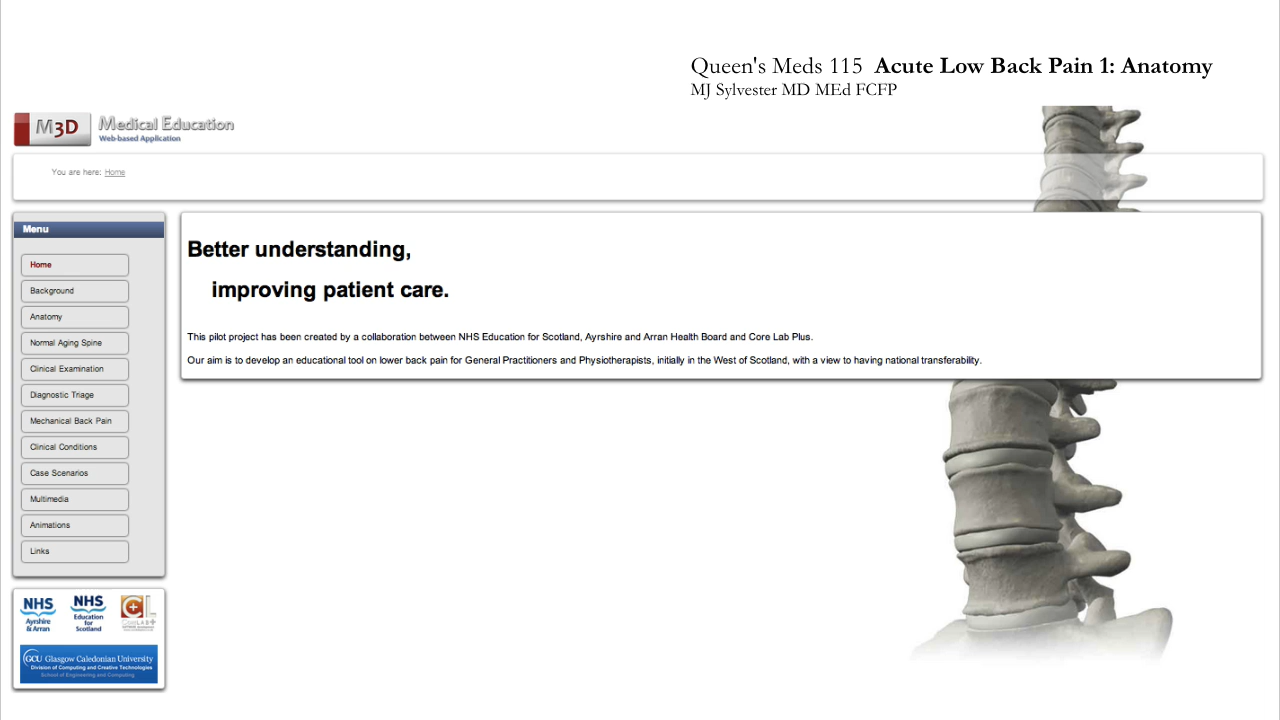 Queen's Meds 115 Acute Low Back Pain 1: Anatomy
MJ Sylvester MD MEd FCFP
M3D Medical Education
Web-based Application
You are here: Home
Menu
Home
Background
Anatomy
Normal Aging Spine
Clinical Examination
Diagnostic Triage
Mechanical Back Pain
Clinical Conditions
Case Scenarios
Multimedia
Animations
Links
Better understanding,
improving patient care.
This pilot project has been created by a collaboration between NHS Education for Scotland, Ayrshire and Arran Health Board and Core Lab Plus.
Our aim is to develop an educational tool on lower back pain for General Practitioners and Physiotherapists, initially in the West of Scotland, with a view to having national transferability.
NHS
Ayrshire
& Arran
NHS
Education
for
Scotland
GCU Glasgow Caledonian University
Division of Computing and Creative Technologies
School of Engineering and Computing